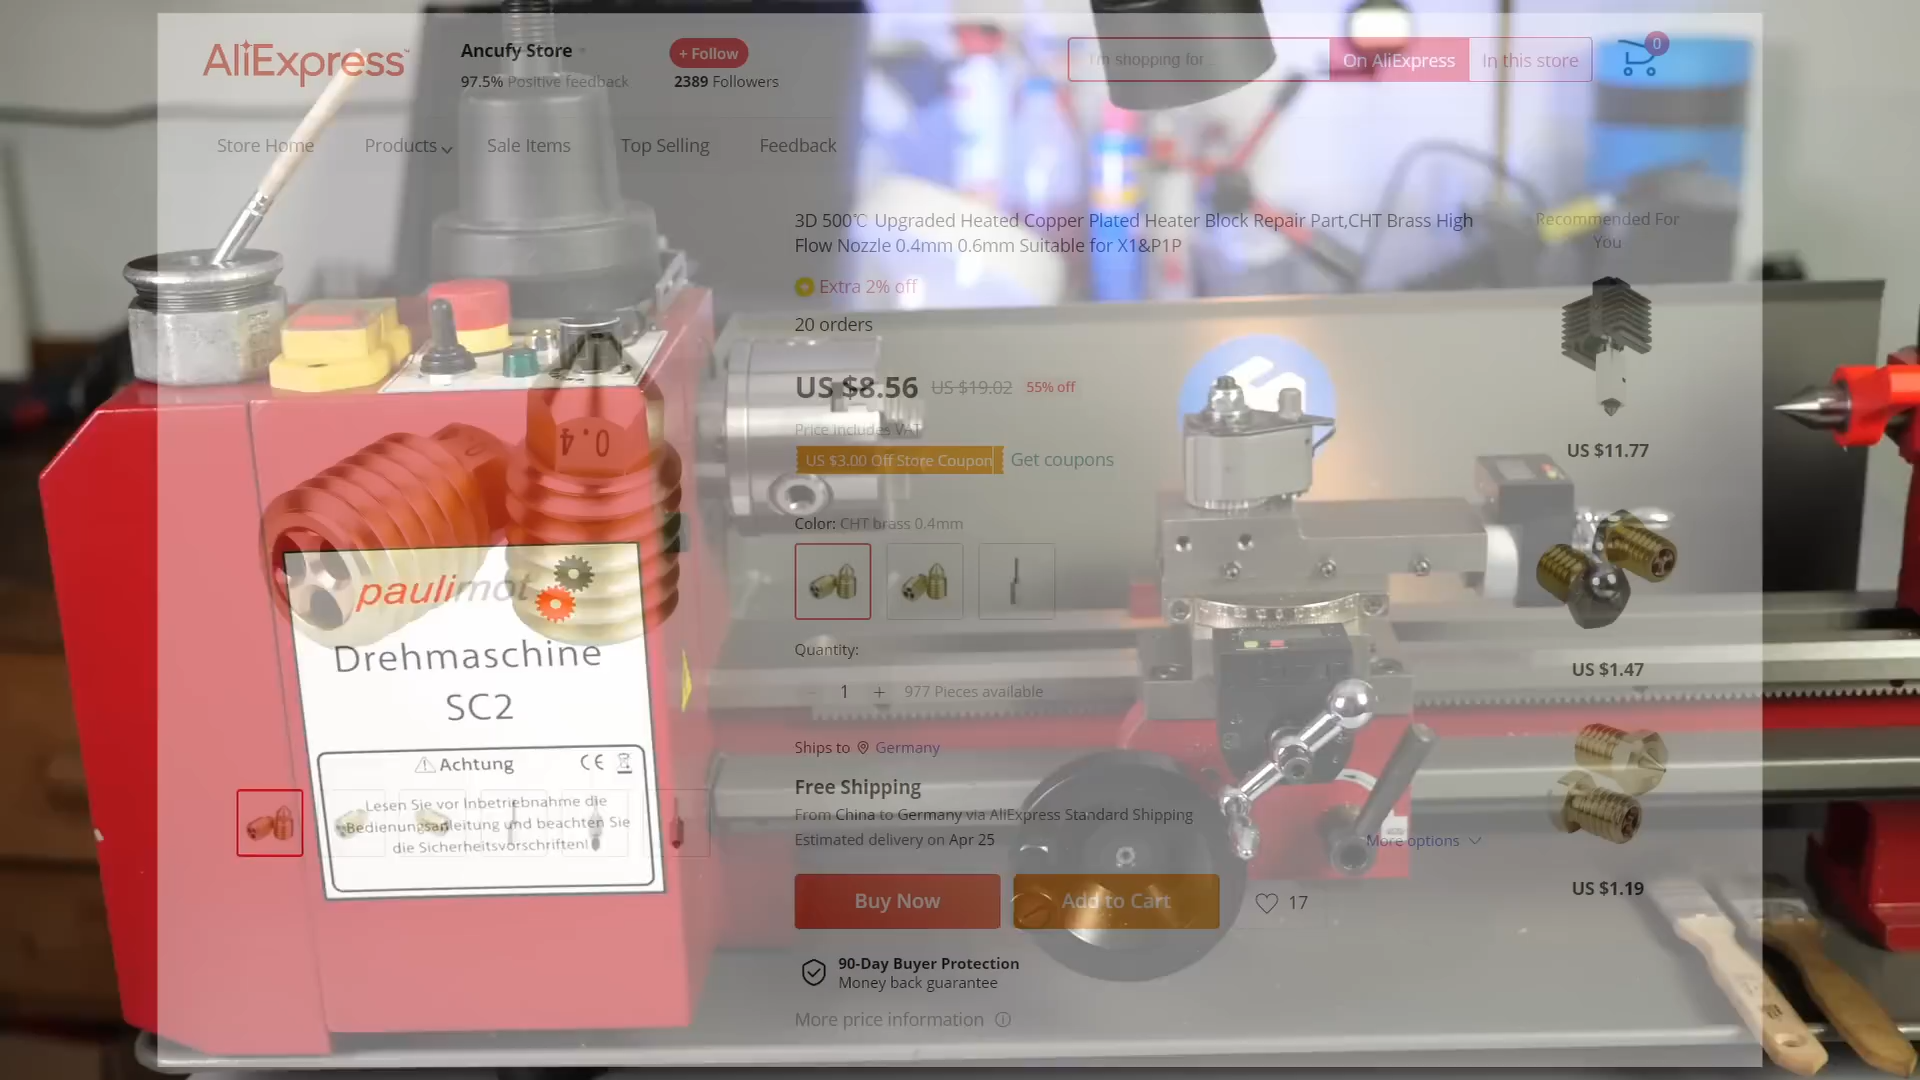 AliExpress
Ancufy Store
+ Follow
97.5% Positive feedback
2389 Followers
I'm shopping for...
On AliExpress
In this store
0
Store Home
Products
Sale Items
Top Selling
Feedback
3D 500℃ Upgraded Heated Copper Plated Heater Block Repair Part,CHT Brass High
Flow Nozzle 0.4mm 0.6mm Suitable for X1&P1P
Recommended For
You
Extra 2% off
20 orders
US $8.56
US $19.02
55% off
Price includes VAT
US $3.00 Off Store Coupon
Get coupons
US $11.77
0.4
Color: CHT brass 0.4mm
Quantity:
1
+
977 Pieces available
US $1.47
Ships to
Germany
Free Shipping
From China to Germany via AliExpress Standard Shipping
Estimated delivery on Apr 25
More options
US $1.19
Buy Now
Add to Cart
17
90-Day Buyer Protection
Money back guarantee
More price information
paulimot
Drehmaschine
SC2
Achtung
CE
Lesen Sie vor Inbetriebnahme die
Bedienungsanleitung und beachten Sie
die Sicherheitsvorschriften!